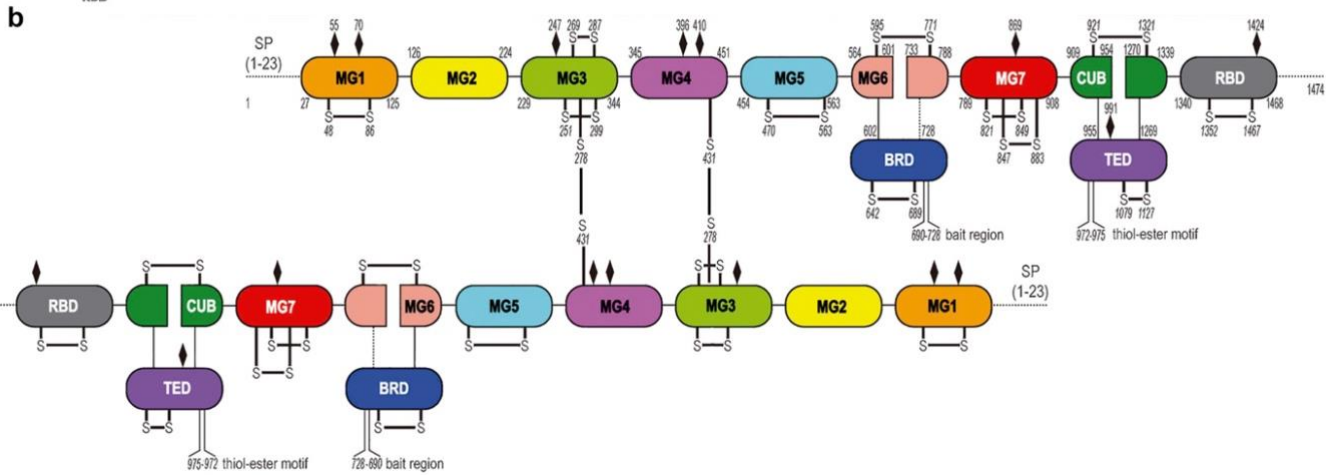 b
55 70 247 269 287 396 410 595 771 869 921 1321 1424
S S S S S S
SP
(1-23)
126 224 345 451 564 601 733 788 909 954 1270 1339
MG1 MG2 MG3 MG4 MG5 MG6 MG7 CUB RBD
1 27 125 229 344 454 563 789 908 991 1340 1468 1474
S S S S S S S S S S
48 86 251 299 470 563 602 728 821 849 955 1269 1352 1467
S S S S
278 431 847 883
BRD TED
S S S S
642 689 1079 1127
690-728 bait region 972-975 thiol-ester motif
S S
431 278
S S S S S S
SP
(1-23)
RBD CUB MG7 MG6 MG5 MG4 MG3 MG2 MG1
S S S S S S S S S S
S S
TED BRD
S S S S
975-972 thiol-ester motif 728-690 bait region